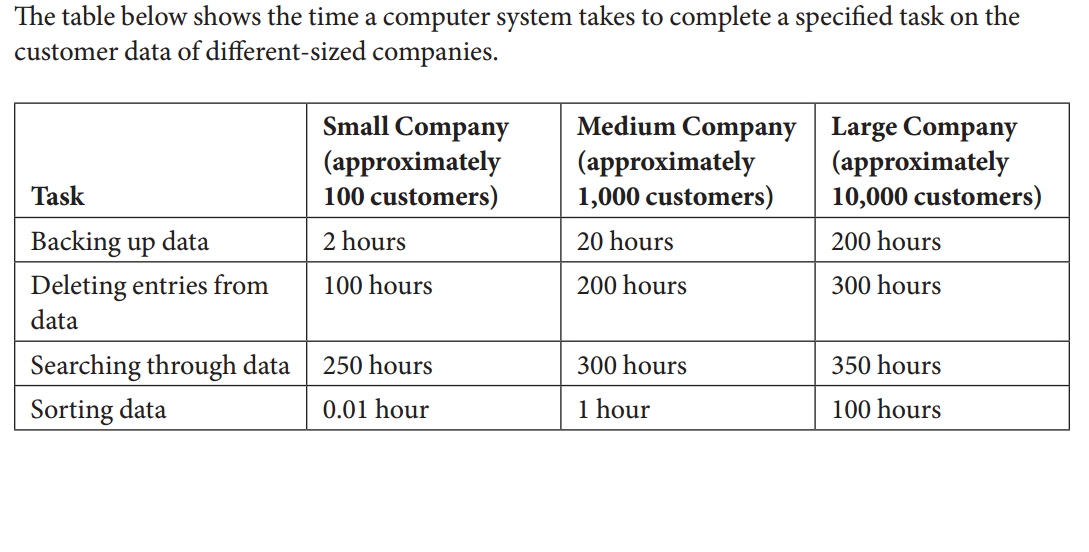 The table below shows the time a computer system takes to complete a specified task on the
customer data of different-sized companies.
Task
Small Company
(approximately
100 customers)
Medium Company
(approximately
1,000 customers)
Large Company
(approximately
10,000 customers)
Backing up data
2 hours
20 hours
200 hours
Deleting entries from
data
100 hours
200 hours
300 hours
Searching through data
250 hours
300 hours
350 hours
Sorting data
0.01 hour
1 hour
100 hours